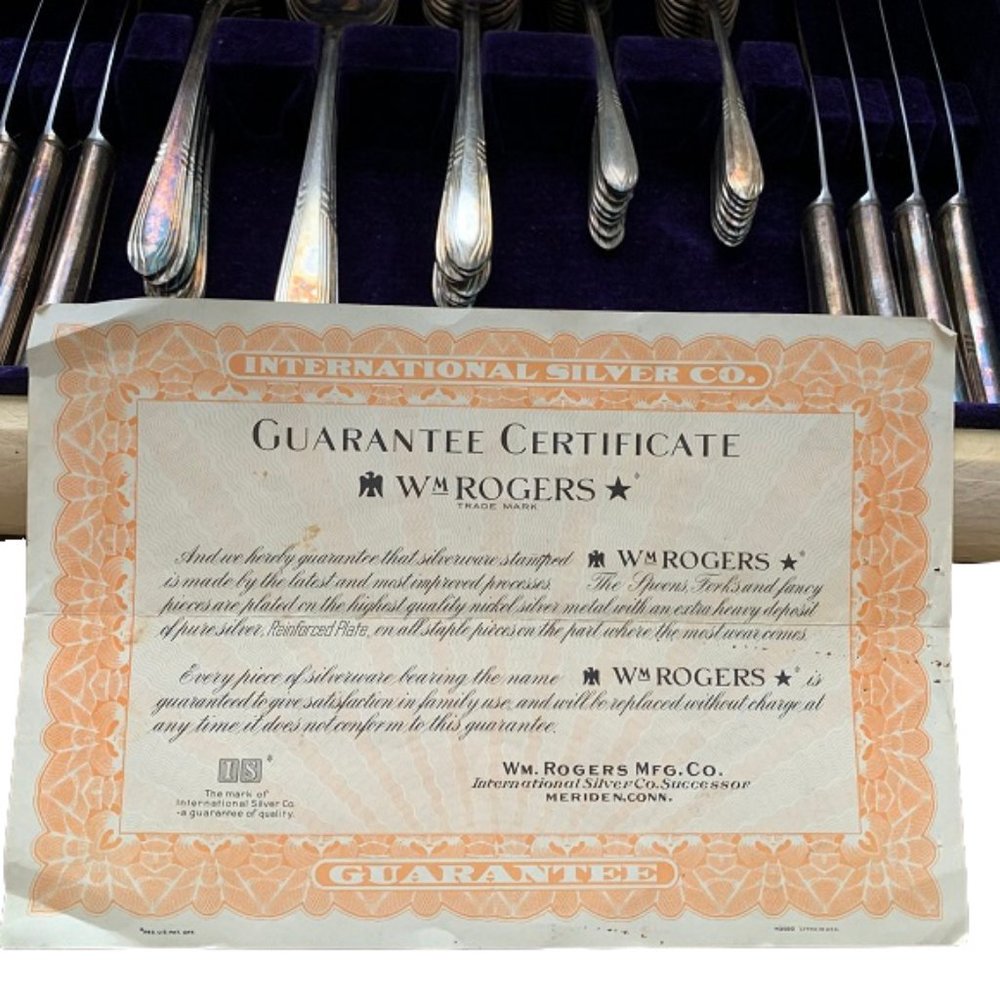 INTERNATIONAL SILVER CO.
GUARANTEE CERTIFICATE
WM ROGERS ★
TRADE MARK
And we hereby guarantee that silverware stamped WM ROGERS ★
is made by the latest and most improved processes. The Spoons, Forks and fancy
pieces are plated on the highest quality nickel silver metal with an extra heavy deposit
of pure silver, Reinforced Plate, on all staple pieces on the part where the most wear comes
Every piece of silverware bearing the name WM ROGERS ★ is
guaranteed to give satisfaction in family use, and will be replaced without charge at
any time it does not conform to this guarantee.
IS
The mark of
International Silver Co.
-a guarantee of quality.
WM. ROGERS MFG. CO.
International Silver Co. Successor
MERIDEN, CONN.
GUARANTEE
REG. U.S. PAT. OFF.